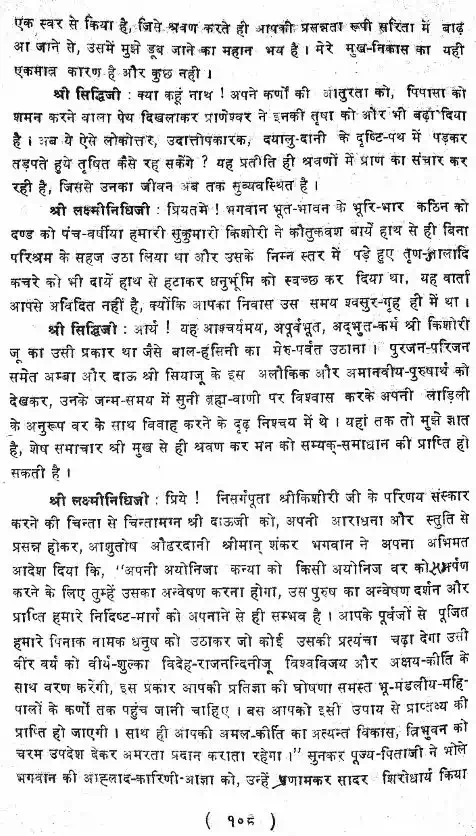 एक स्वर से किया है, जिसे श्रवण करते ही आपकी प्रसन्नता रूपी सरिता में बाढ़
आ जाने से, उसमें मुझे डूब जाने का महान भय है । मेरे मुख-विकास का यही
एकमात्र कारण है और कुछ नहीं ।
श्री सिद्धिजी : क्या कहूं नाथ ! अपने कर्णों की आतुरता को, पिपासा को
शमन करने वाला पेय दिखलाकर प्राणेश्वर ने इनकी तृषा को और भी बढ़ा दिया
है । अब ये ऐसे लोकोत्तर, उदात्तोपकारक, दयालु-दानी के दृष्टि-पथ में पड़कर
तड़पते हुये तृषित कैसे रह सकेंगे ? यह प्रतीति ही श्रवणों में प्राण का संचार कर
रही है, जिससे उनका जीवन अब तक सुव्यवस्थित है ।
श्री लक्ष्मीनिधिजी : प्रियतमे ! भगवान भूत-भावन के भूरि-भार कठिन को
दण्ड को पंच-वर्षीया हमारी सुकुमारी किशोरी ने कौतुकवश बायें हाथ से ही बिना
परिश्रम के सहज उठा लिया था और उसके निम्न स्तर में पड़े हुए तृण-जालादि
कचरे को भी दायें हाथ से हटाकर धनुर्भूमि को स्वच्छ कर दिया था, यह वार्ता
आपसे अविदित नहीं है, क्योंकि आपका निवास उस समय श्वसुर-गृह ही में था ।
श्री सिद्धिजी : आर्य ! यह आश्चर्यमय, अपूर्वभूत, अद्भुत-कर्म श्री किशोरी
जू का उसी प्रकार था जैसे बाल-हंसिनी का मेरु-पर्वत उठाना । पुरजन-परिजन
समेत अम्बा और दाऊ श्री सियाजू के इस अलौकिक और अमानवीय-पुरुषार्थ को
देखकर, उनके जन्म-समय में सुनी ब्रह्म-वाणी पर विश्वास करके अपनी लाड़िली
के अनुरूप वर के साथ विवाह करने के दृढ़ निश्चय में थे । यहां तक तो मुझे ज्ञात
है, शेष समाचार श्री मुख से ही श्रवण कर मन को सम्यक्-समाधान की प्राप्ति हो
सकती है ।
श्री लक्ष्मीनिधिजी : प्रिये ! निसर्गपूता श्रीकिशोरी जी के परिणय संस्कार
करने की चिन्ता से चिन्तामग्न श्री दाऊजी को, अपनी आराधना और स्तुति से
प्रसन्न होकर, आशुतोष औढरदानी श्रीमान् शंकर भगवान ने अपना अभिमत
आदेश दिया कि, "अपनी अयोनिजा कन्या को किसी अयोनिज वर को समर्पण
करने के लिए तुम्हें उसका अन्वेषण करना होगा, उस पुरुष का अन्वेषण दर्शन और
प्राप्ति हमारे निर्दिष्ट-मार्ग को अपनाने से ही सम्भव है । आपके पूर्वजों से पूजित
हमारे पिनाक नामक धनुष को उठाकर जो कोई उसकी प्रत्यंचा चढ़ा देगा उसी
वीर वर्य को वीर्य-शुल्का विदेह-राजनन्दिनीजू विश्वविजय और अक्षय-कीर्ति के
साथ वरण करेंगी, इस प्रकार आपकी प्रतिज्ञा की घोषणा समस्त भू-मंडलीय-महि-
पालों के कर्णों तक पहुंच जानी चाहिए । बस आपको इसी उपाय से प्राप्तव्य की
प्राप्ति हो जाएगी । साथ ही आपकी अमल-कीर्ति का अत्यन्त विकास, त्रिभुवन को
चरम उपदेश देकर अमरता प्रदान कराता रहेगा ।" सुनकर पूज्य-पिताजी ने भोले
भगवान की आह्लाद-कारिणी-आज्ञा को, उन्हें प्रणामकर सादर शिरोधार्य किया
( १०८ )